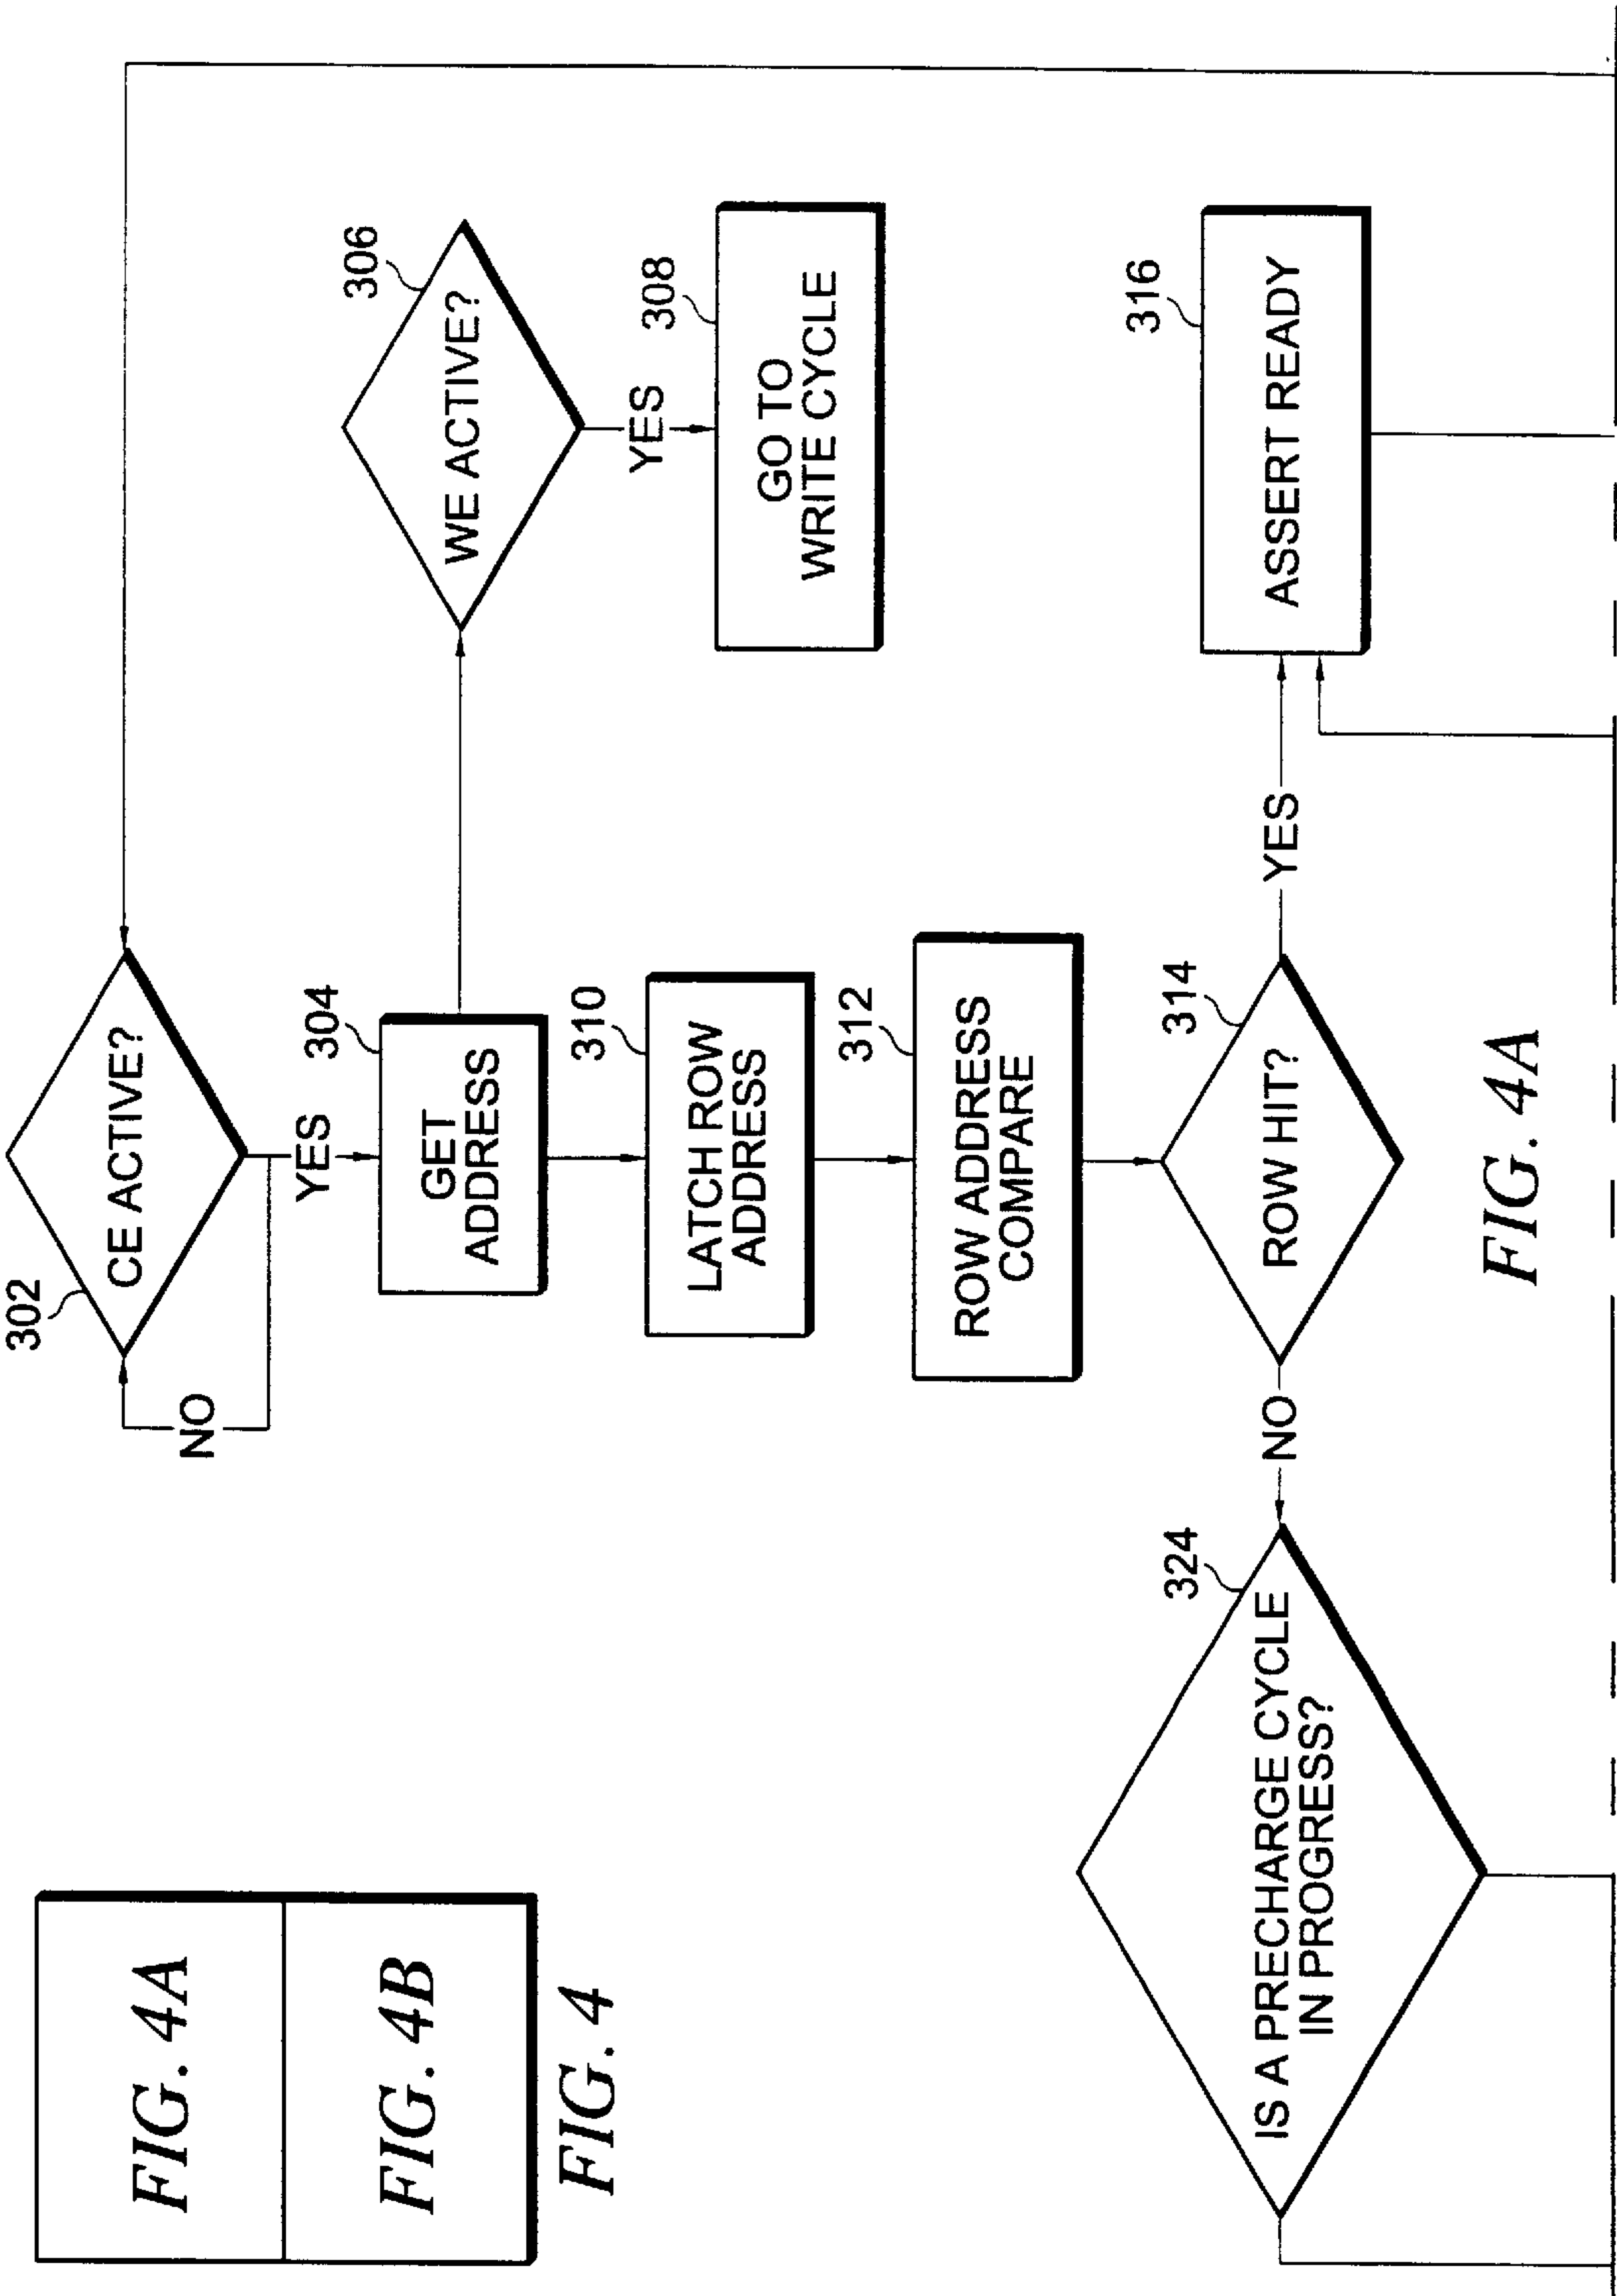 FIG. 4A
FIG. 4B
FIG. 4
302
CE ACTIVE?
NO
YES
304
GET
ADDRESS
306
WE ACTIVE?
YES
308
GO TO
WRITE CYCLE
310
LATCH ROW
ADDRESS
312
ROW ADDRESS
COMPARE
314
ROW HIT?
YES
316
ASSERT READY
NO
324
IS A PRECHARGE CYCLE
IN PROGRESS?
FIG. 4A